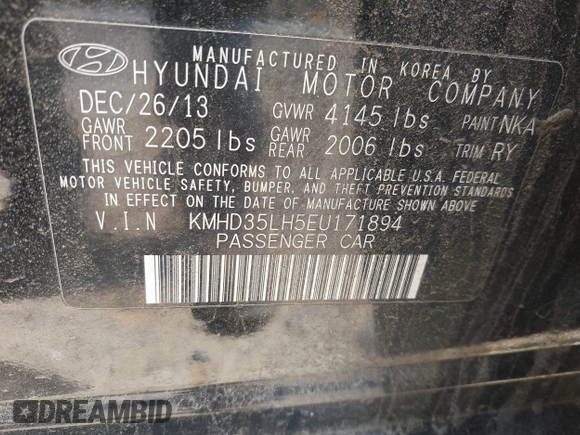 MANUFACTURED IN KOREA BY
HYUNDAI MOTOR COMPANY
DEC/26/13 GVWR 4145 lbs PAINT NKA
GAWR FRONT 2205 lbs GAWR REAR 2006 lbs TRIM RY
THIS VEHICLE CONFORMS TO ALL APPLICABLE U.S.A. FEDERAL
MOTOR VEHICLE SAFETY, BUMPER, AND THEFT PREVENTION STANDARDS
IN EFFECT ON THE DATE OF MANUFACTURE SHOWN ABOVE
V.I.N KMHD35LH5EU171894
PASSENGER CAR
DREAMBID